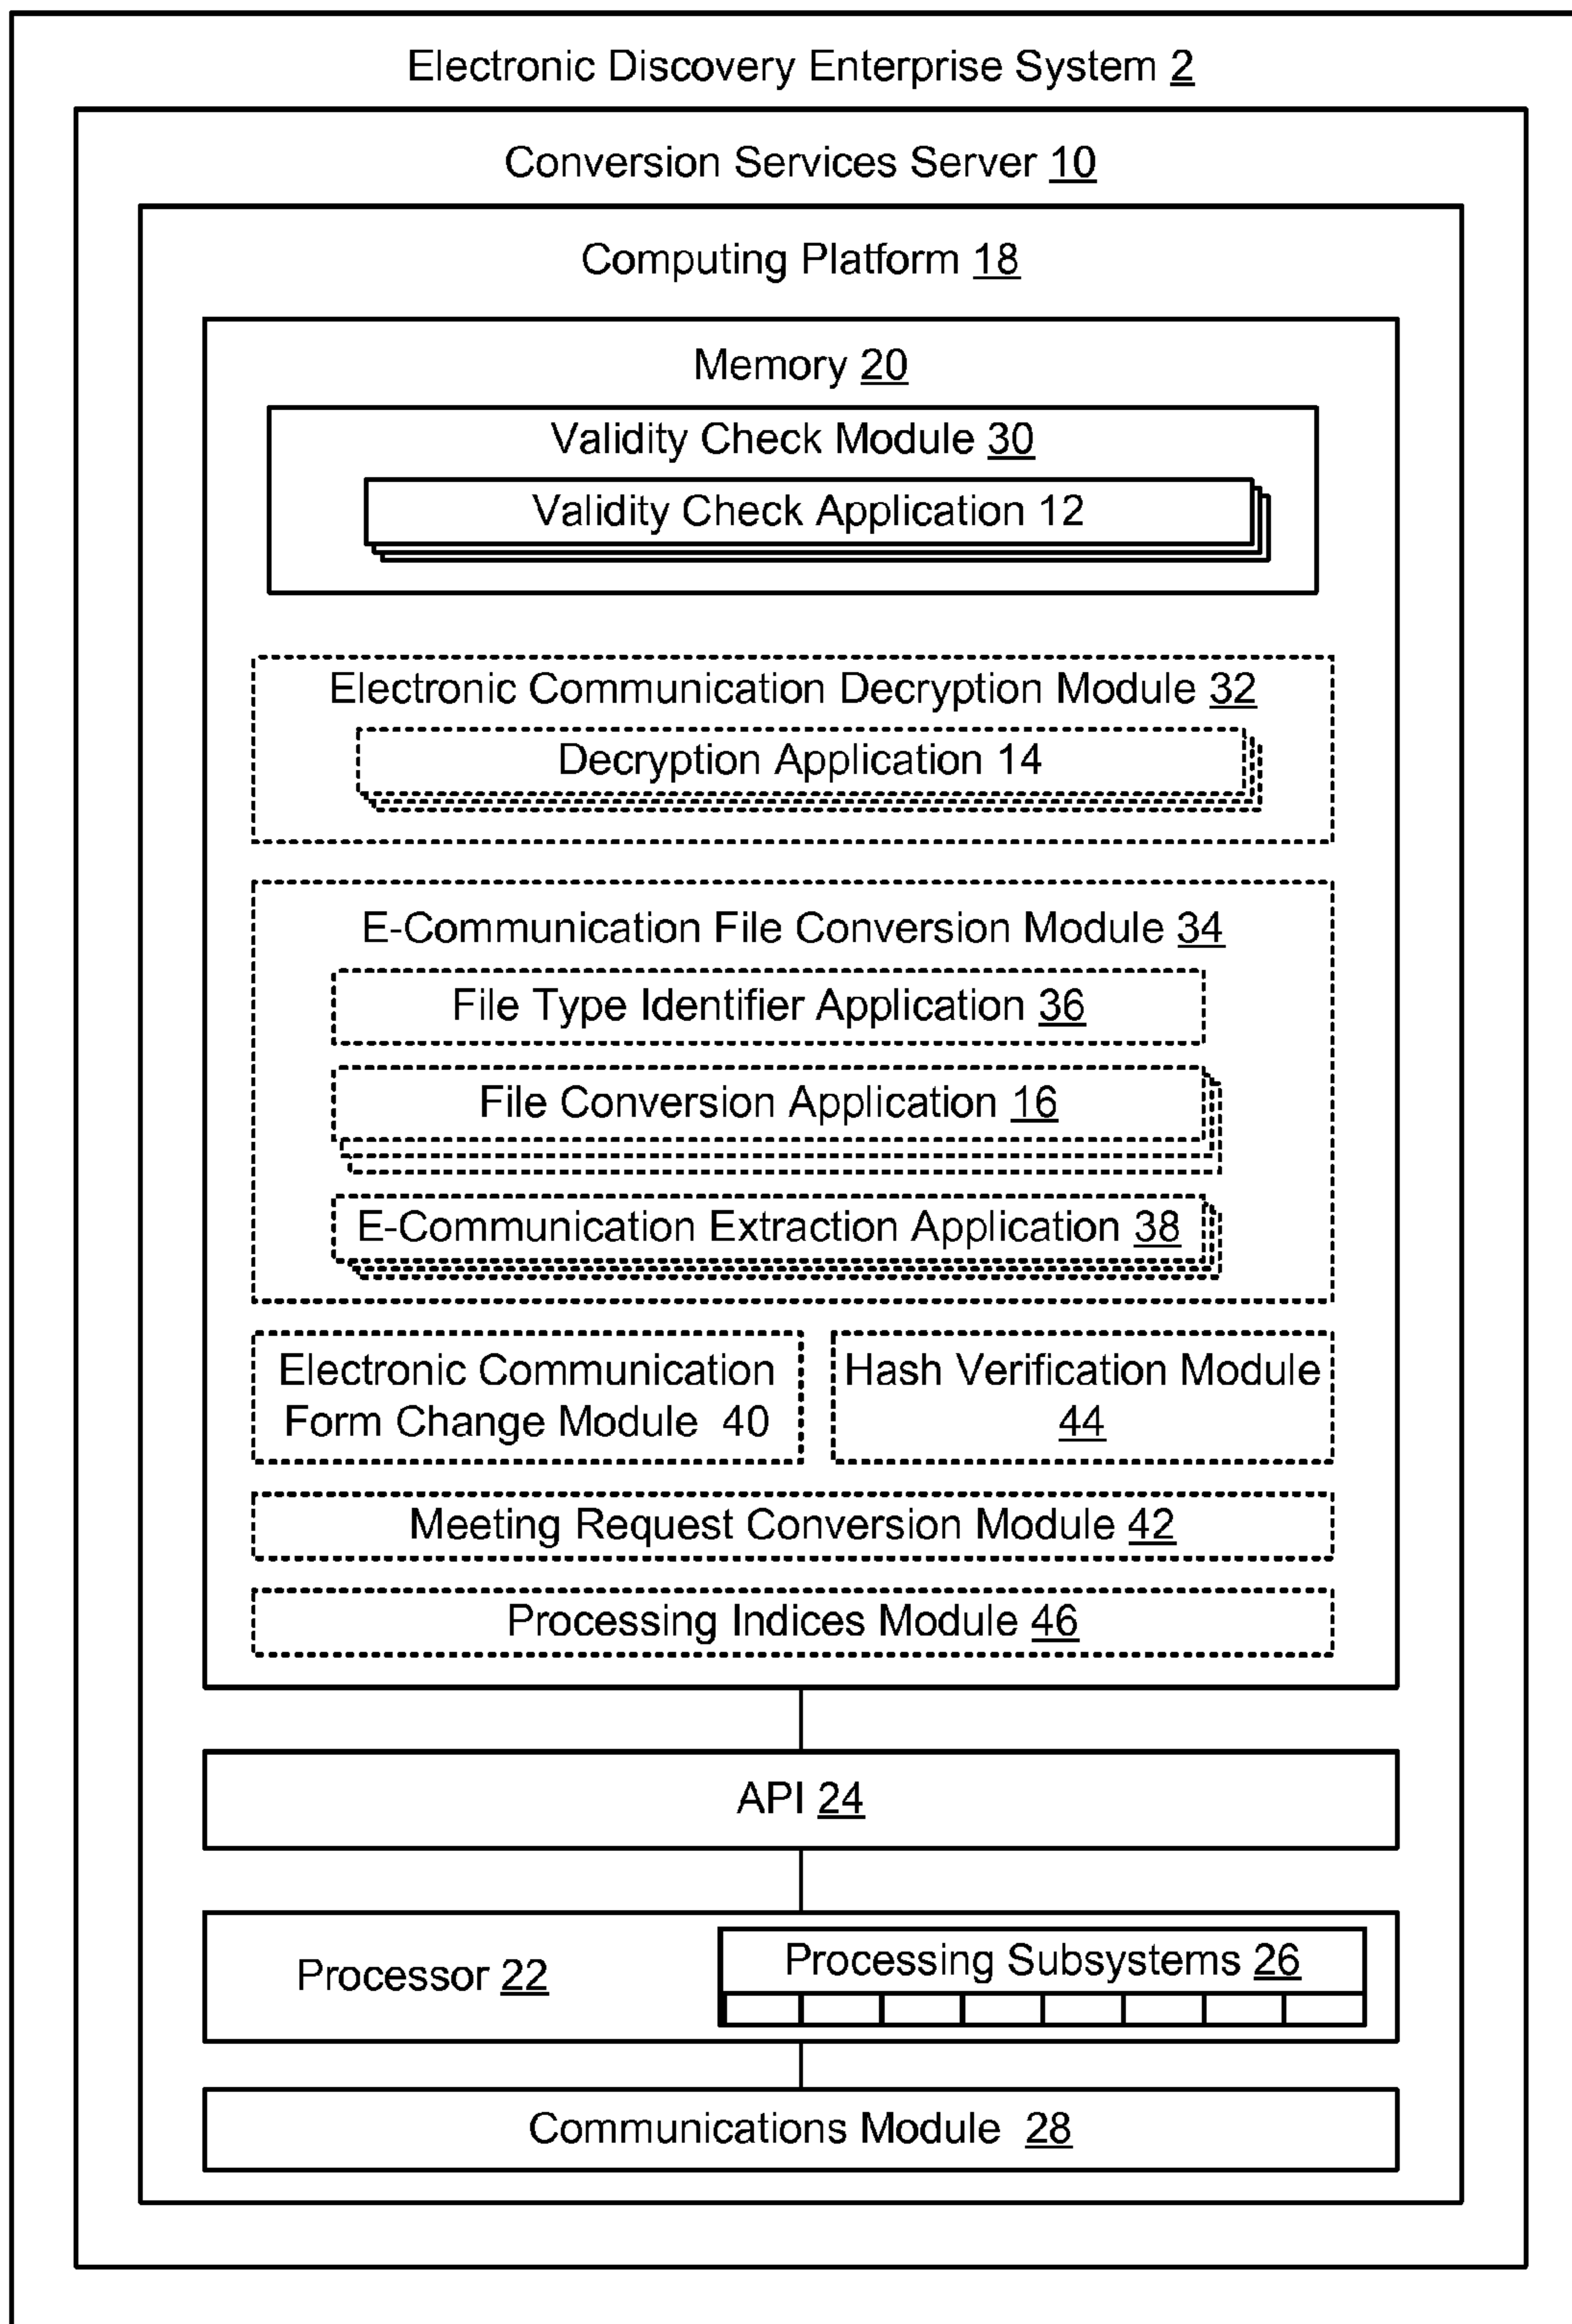 Electronic Discovery Enterprise System 2
Conversion Services Server 10
Computing Platform 18
Memory 20
Validity Check Module 30
Validity Check Application 12
Electronic Communication Decryption Module 32
Decryption Application 14
E-Communication File Conversion Module 34
File Type Identifier Application 36
File Conversion Application 16
E-Communication Extraction Application 38
Electronic Communication
Form Change Module 40
Hash Verification Module
44
Meeting Request Conversion Module 42
Processing Indices Module 46
API 24
Processor 22
Processing Subsystems 26
Communications Module 28